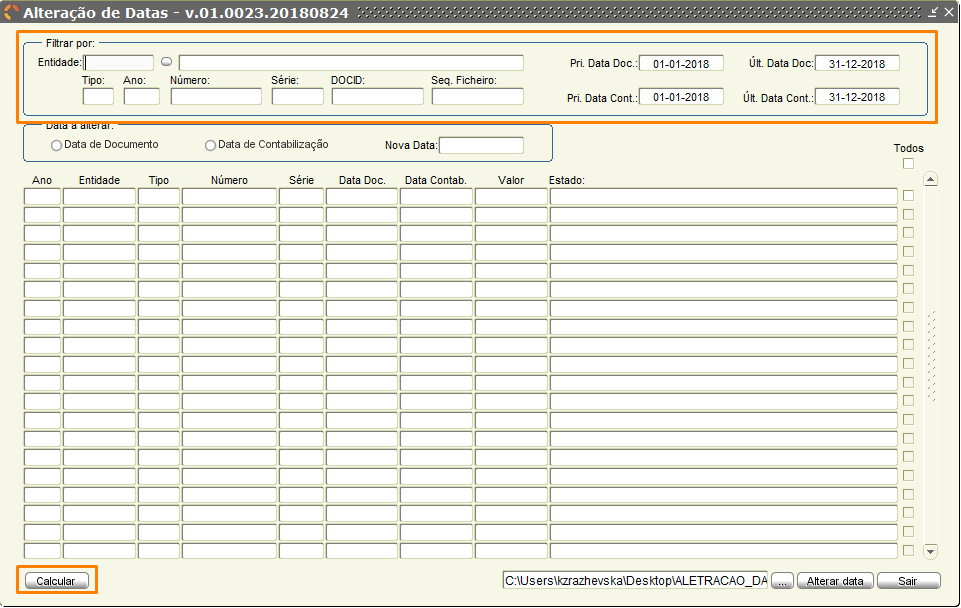 Alteração de Datas - v.01.0023.20180824
Filtrar por:
Entidade: Pri. Data Doc.: 01-01-2018 Últ. Data Doc: 31-12-2018
Tipo: Ano: Número: Série: DOCID: Seq. Ficheiro:
Pri. Data Cont.: 01-01-2018 Últ. Data Cont.: 31-12-2018
Data a alterar:
Data de Documento Data de Contabilização Nova Data:
Todos
Ano Entidade Tipo Número Série Data Doc. Data Contab. Valor Estado:
Calcular C:\Users\kzrazhevska\Desktop\ALETRACAO_DA ... Alterar data Sair